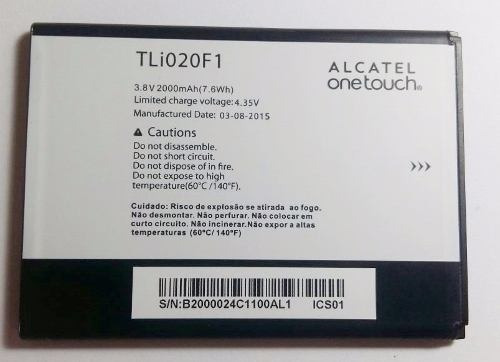 TLi020F1
ALCATEL
onetouch®
3.8V 2000mAh(7.6Wh)
Limited charge voltage: 4.35V
Manufactured Date: 03-08-2015
Cautions
Do not disassemble.
Do not short circuit.
Do not dispose of in fire.
Do not expose to high
temperature(60°C /140°F).
>>>
Cuidado: Risco de explosão se atirada ao fogo.
Não desmontar. Não perfurar. Não colocar em
curto circuito. Não incinerar.Não expor a altas
temperaturas (60°C/ 140°F)
S/N:B2000024C1100AL1 ICS01